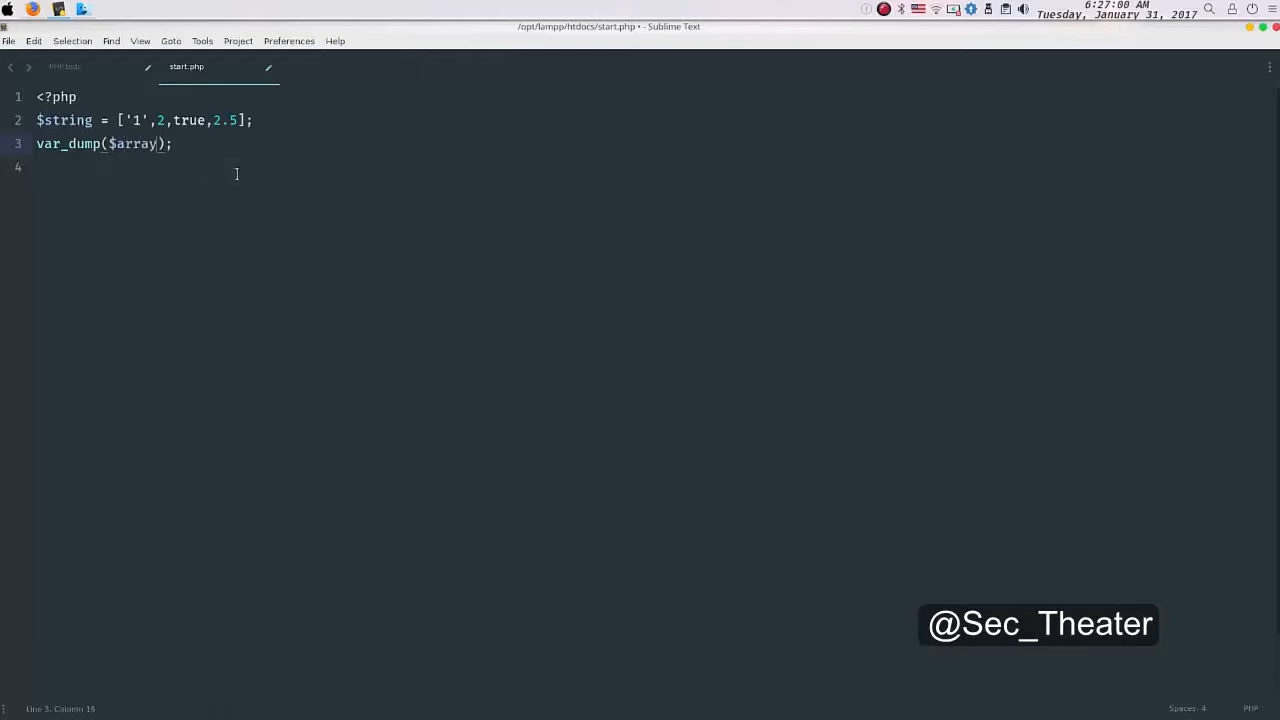 6:27:00 AM
Tuesday, January 31, 2017
/opt/lampp/htdocs/start.php • - Sublime Text
File Edit Selection Find View Goto Tools Project Preferences Help
PHP.todo start.php
1 <?php
2 $string = ['1',2,true,2.5];
3 var_dump($array);
4
@Sec_Theater
Line 3, Column 16 Spaces: 4 PHP